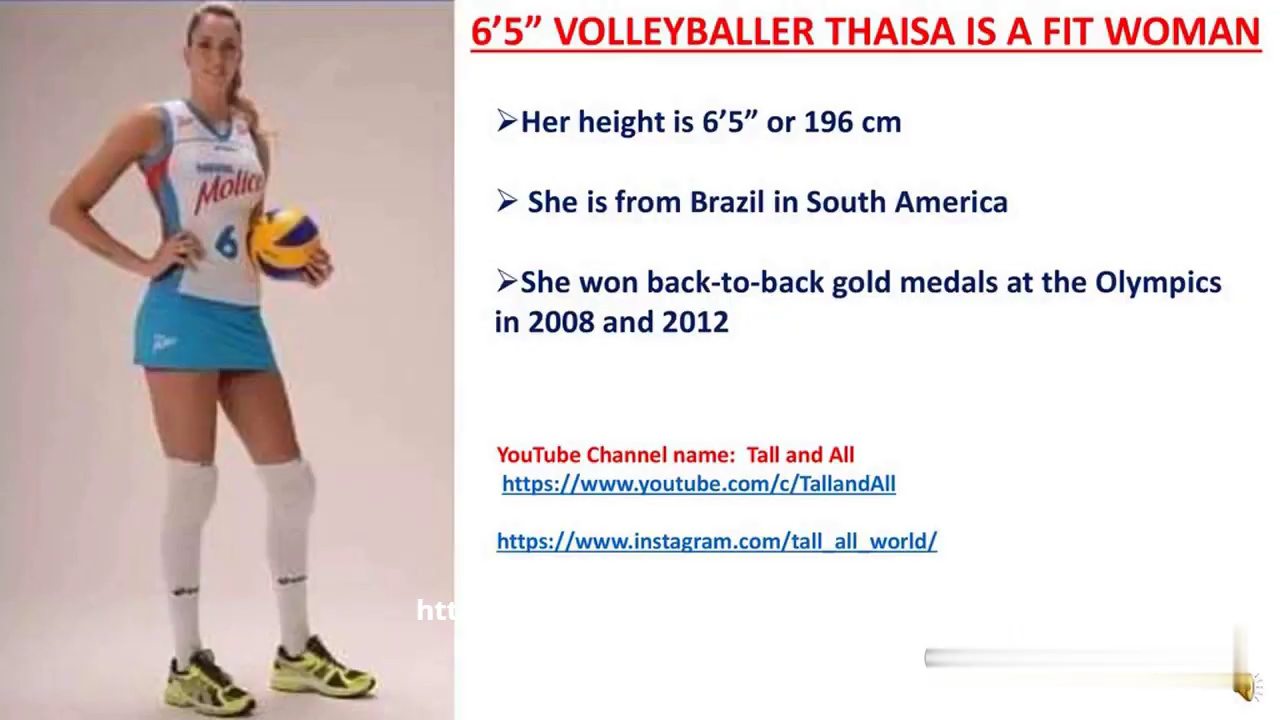 6’5” VOLLEYBALLER THAISA IS A FIT WOMAN
➢Her height is 6’5” or 196 cm
➢ She is from Brazil in South America
➢She won back-to-back gold medals at the Olympics
in 2008 and 2012
YouTube Channel name: Tall and All
https://www.youtube.com/c/TallandAll
https://www.instagram.com/tall_all_world/
Molico
6
htt